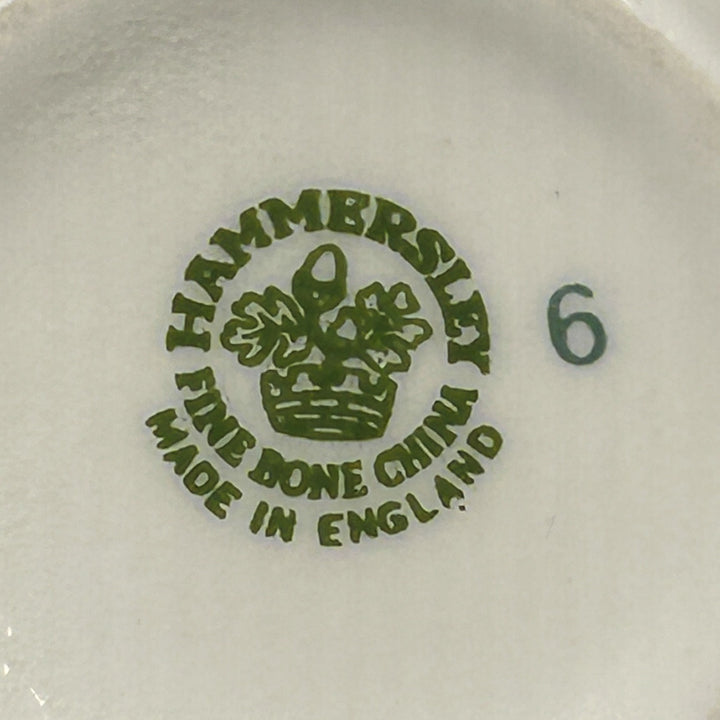 HAMMERSLEY
FINE BONE CHINA
MADE IN ENGLAND
6